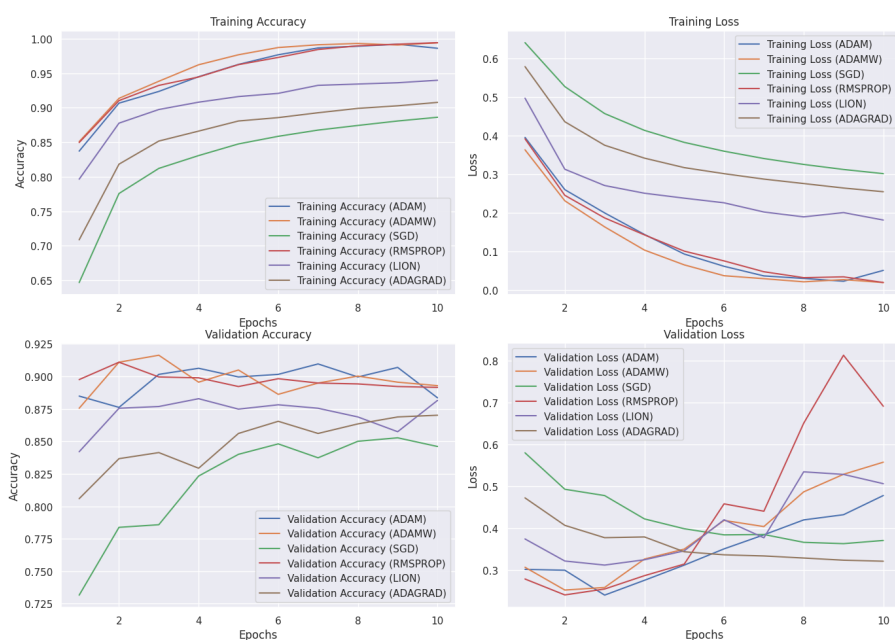 Training Accuracy
1.00
0.95
0.90
0.85
0.80
0.75
0.70
0.65
Accuracy
Training Accuracy (ADAM)
Training Accuracy (ADAMW)
Training Accuracy (SGD)
Training Accuracy (RMSPROP)
Training Accuracy (LION)
Training Accuracy (ADAGRAD)
2 4 6 8 10
Epochs
Training Loss
0.6
0.5
0.4
0.3
0.2
0.1
0.0
Loss
Training Loss (ADAM)
Training Loss (ADAMW)
Training Loss (SGD)
Training Loss (RMSPROP)
Training Loss (LION)
Training Loss (ADAGRAD)
2 4 6 8 10
Epochs
Validation Accuracy
0.925
0.900
0.875
0.850
0.825
0.800
0.775
0.750
0.725
Accuracy
Validation Accuracy (ADAM)
Validation Accuracy (ADAMW)
Validation Accuracy (SGD)
Validation Accuracy (RMSPROP)
Validation Accuracy (LION)
Validation Accuracy (ADAGRAD)
2 4 6 8 10
Epochs
Validation Loss
0.8
0.7
0.6
0.5
0.4
0.3
Loss
Validation Loss (ADAM)
Validation Loss (ADAMW)
Validation Loss (SGD)
Validation Loss (RMSPROP)
Validation Loss (LION)
Validation Loss (ADAGRAD)
2 4 6 8 10
Epochs